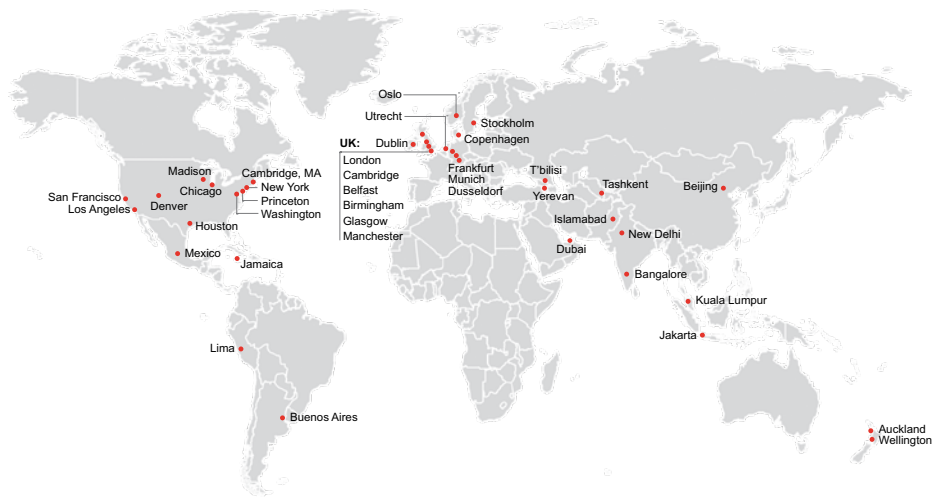 Oslo
Utrecht
Stockholm
Copenhagen
UK:
Dublin
London
Cambridge
Belfast
Birmingham
Glasgow
Manchester
Frankfurt
Munich
Dusseldorf
T'bilisi
Yerevan
Tashkent
Beijing
Madison
Cambridge, MA
Chicago
New York
Princeton
Washington
San Francisco
Los Angeles
Denver
Houston
Islamabad
New Delhi
Dubai
Mexico
Jamaica
Bangalore
Kuala Lumpur
Jakarta
Lima
Buenos Aires
Auckland
Wellington